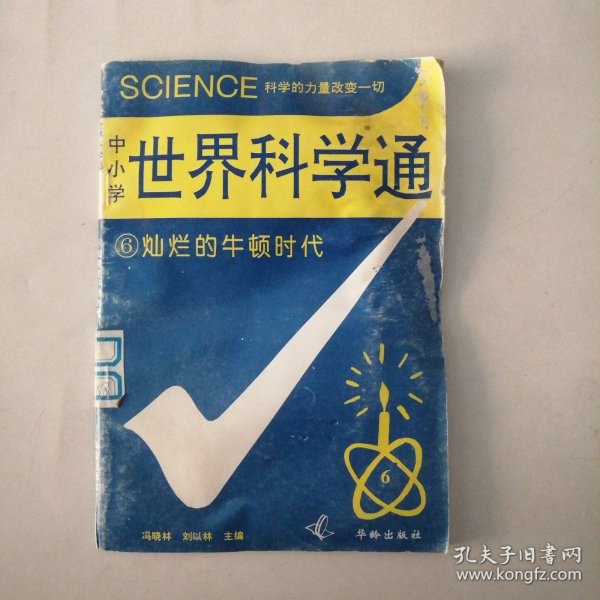 SCIENCE 科学的力量改变一切
中小学
世界科学通
⑥灿烂的牛顿时代
6
冯晓林 刘以林 主编
华龄出版社
孔夫子旧书网
www.kongfz.com